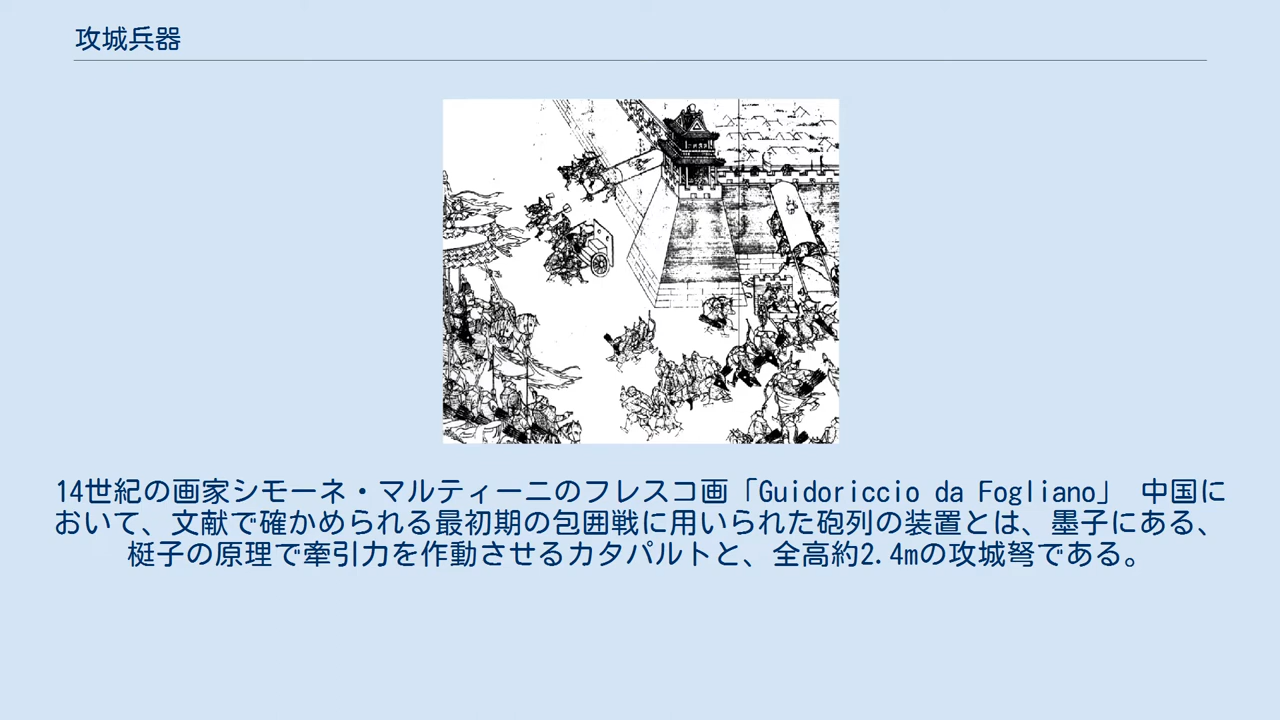 攻城兵器
14世紀の画家シモーネ・マルティーニのフレスコ画「Guidoriccio da Fogliano」 中国に
おいて、文献で確かめられる最初期の包囲戦に用いられた砲列の装置とは、墨子にある、
梃子の原理で牽引力を作動させるカタパルトと、全高約2.4mの攻城弩である。